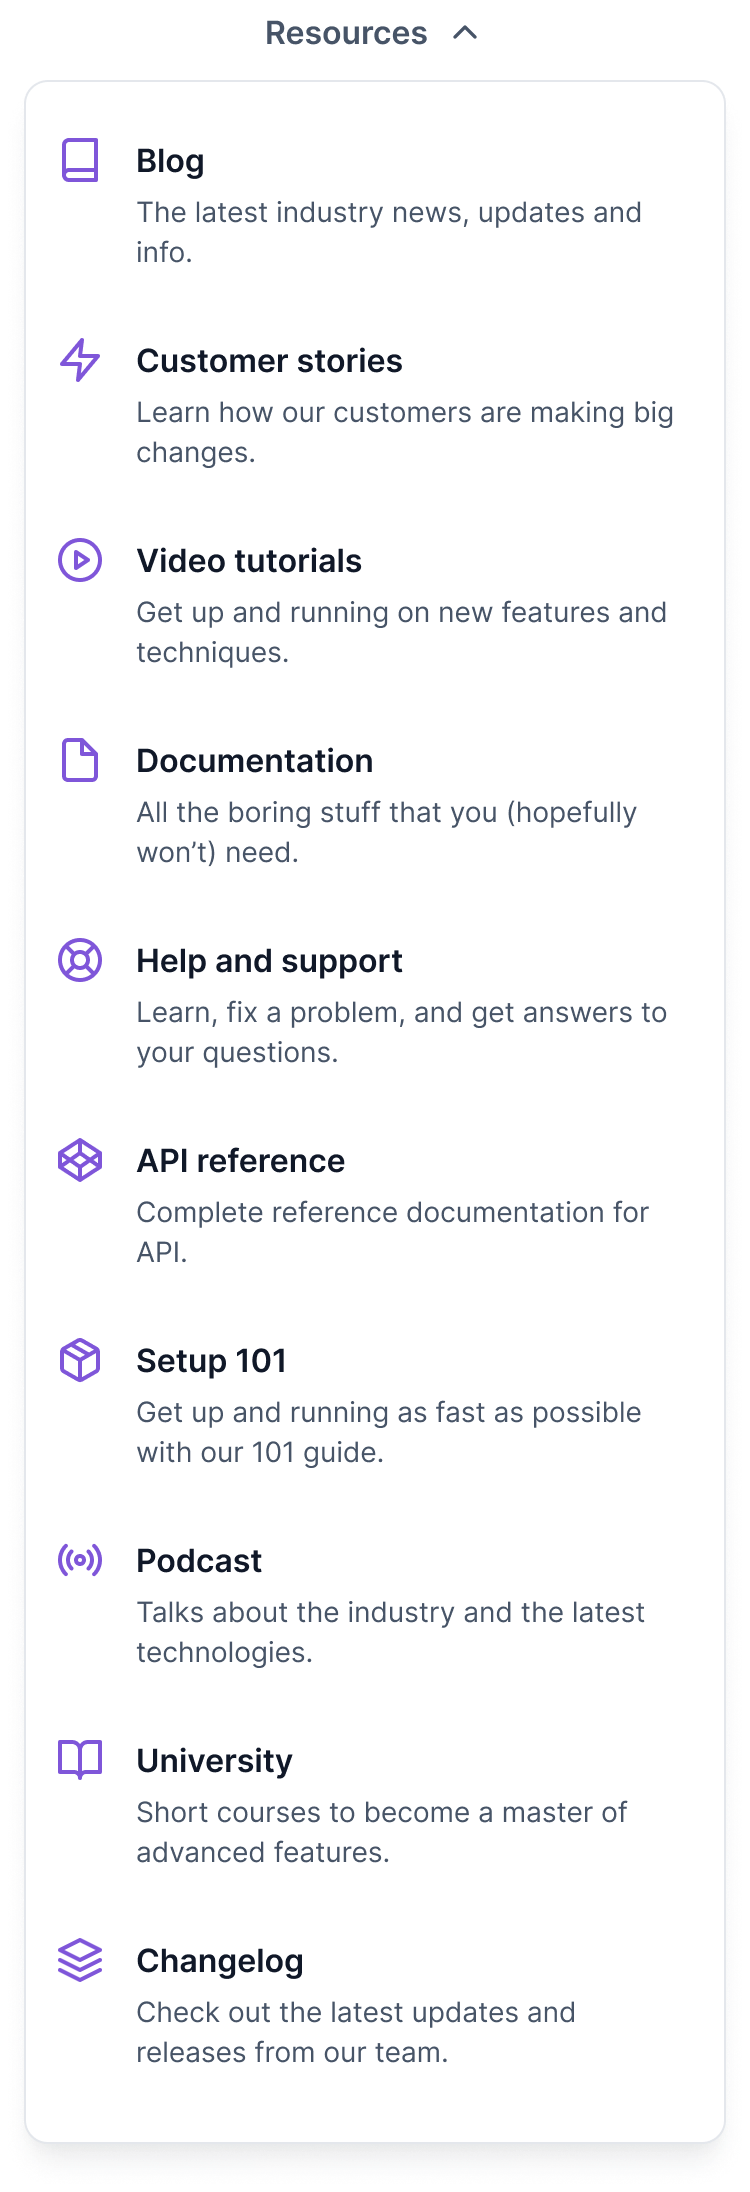 Resources
Blog
The latest industry news, updates and
info.
Customer stories
Learn how our customers are making big
changes.
Video tutorials
Get up and running on new features and
techniques.
Documentation
All the boring stuff that you (hopefully
won’t) need.
Help and support
Learn, fix a problem, and get answers to
your questions.
API reference
Complete reference documentation for
API.
Setup 101
Get up and running as fast as possible
with our 101 guide.
Podcast
Talks about the industry and the latest
technologies.
University
Short courses to become a master of
advanced features.
Changelog
Check out the latest updates and
releases from our team.